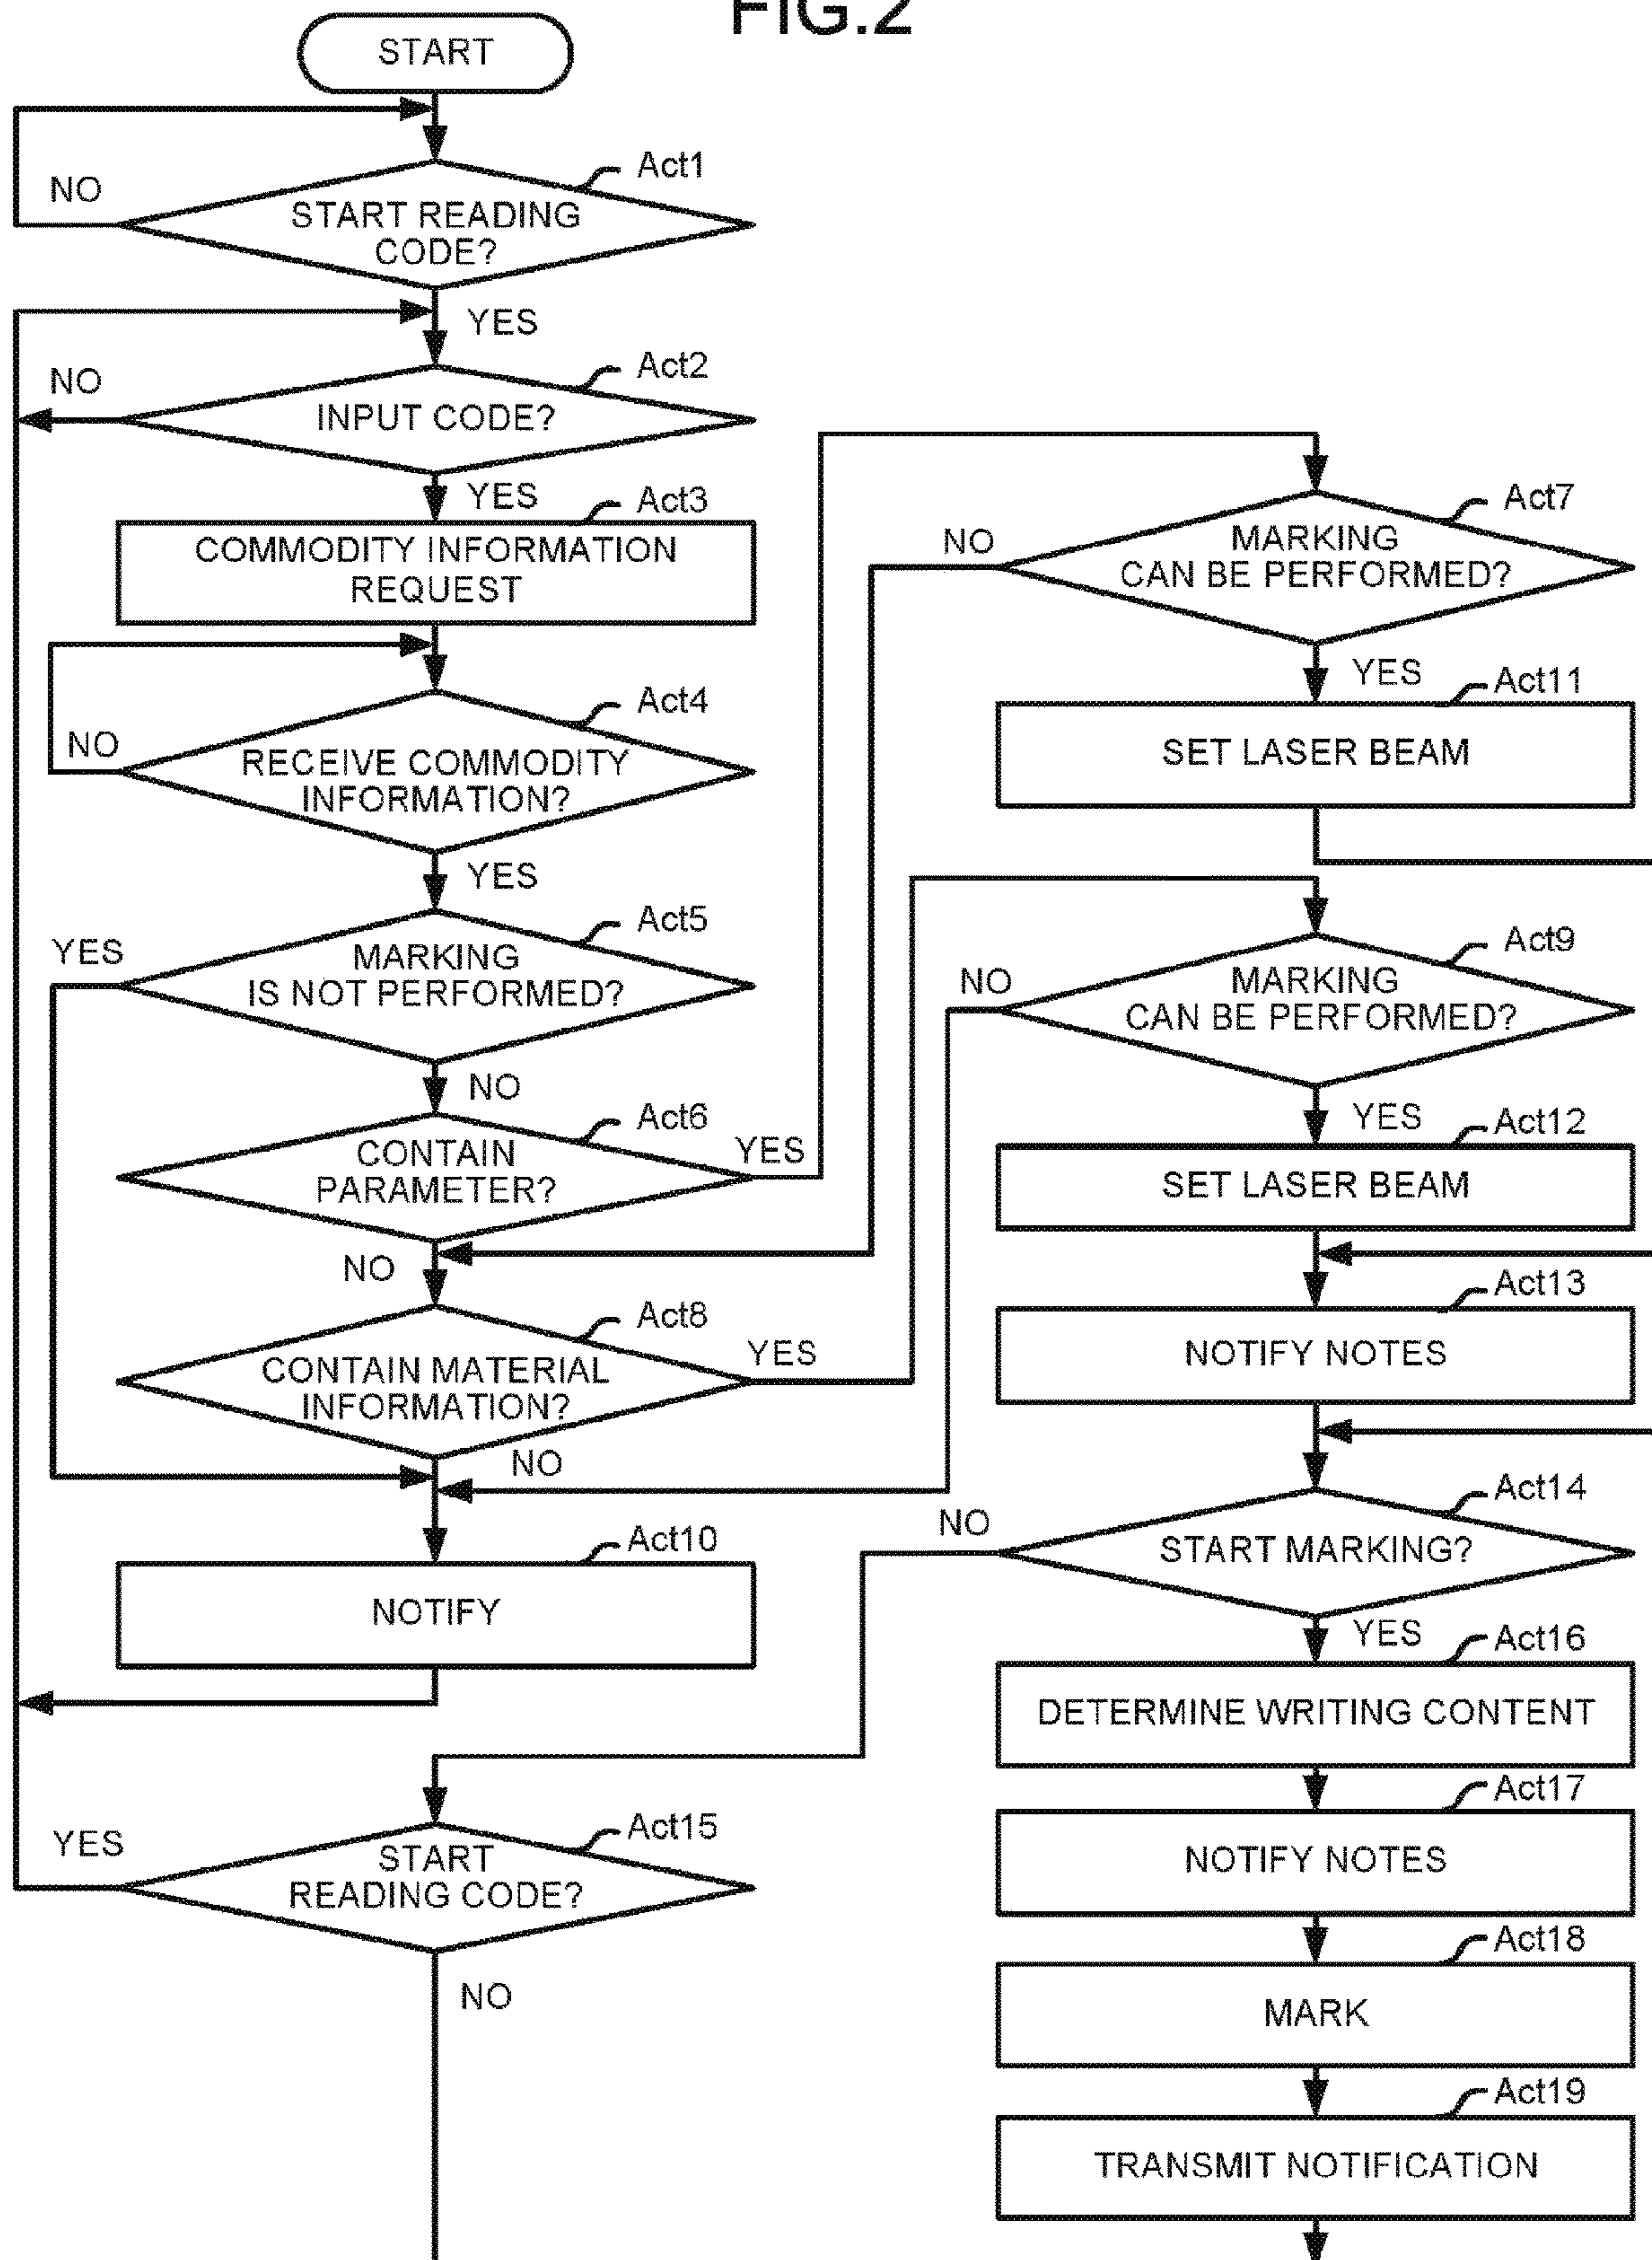 FIG.2
START
Act1
NO
START READING
CODE?
YES
Act2
NO
INPUT CODE?
YES
Act3
COMMODITY INFORMATION
REQUEST
Act4
NO
RECEIVE COMMODITY
INFORMATION?
YES
Act5
YES
MARKING
IS NOT PERFORMED?
NO
Act6
CONTAIN
PARAMETER?
YES
NO
Act8
CONTAIN MATERIAL
INFORMATION?
YES
NO
Act10
NOTIFY
Act15
YES
START
READING CODE?
NO
Act7
NO
MARKING
CAN BE PERFORMED?
YES
Act11
SET LASER BEAM
Act9
NO
MARKING
CAN BE PERFORMED?
YES
Act12
SET LASER BEAM
Act13
NOTIFY NOTES
Act14
NO
START MARKING?
YES
Act16
DETERMINE WRITING CONTENT
Act17
NOTIFY NOTES
Act18
MARK
Act19
TRANSMIT NOTIFICATION